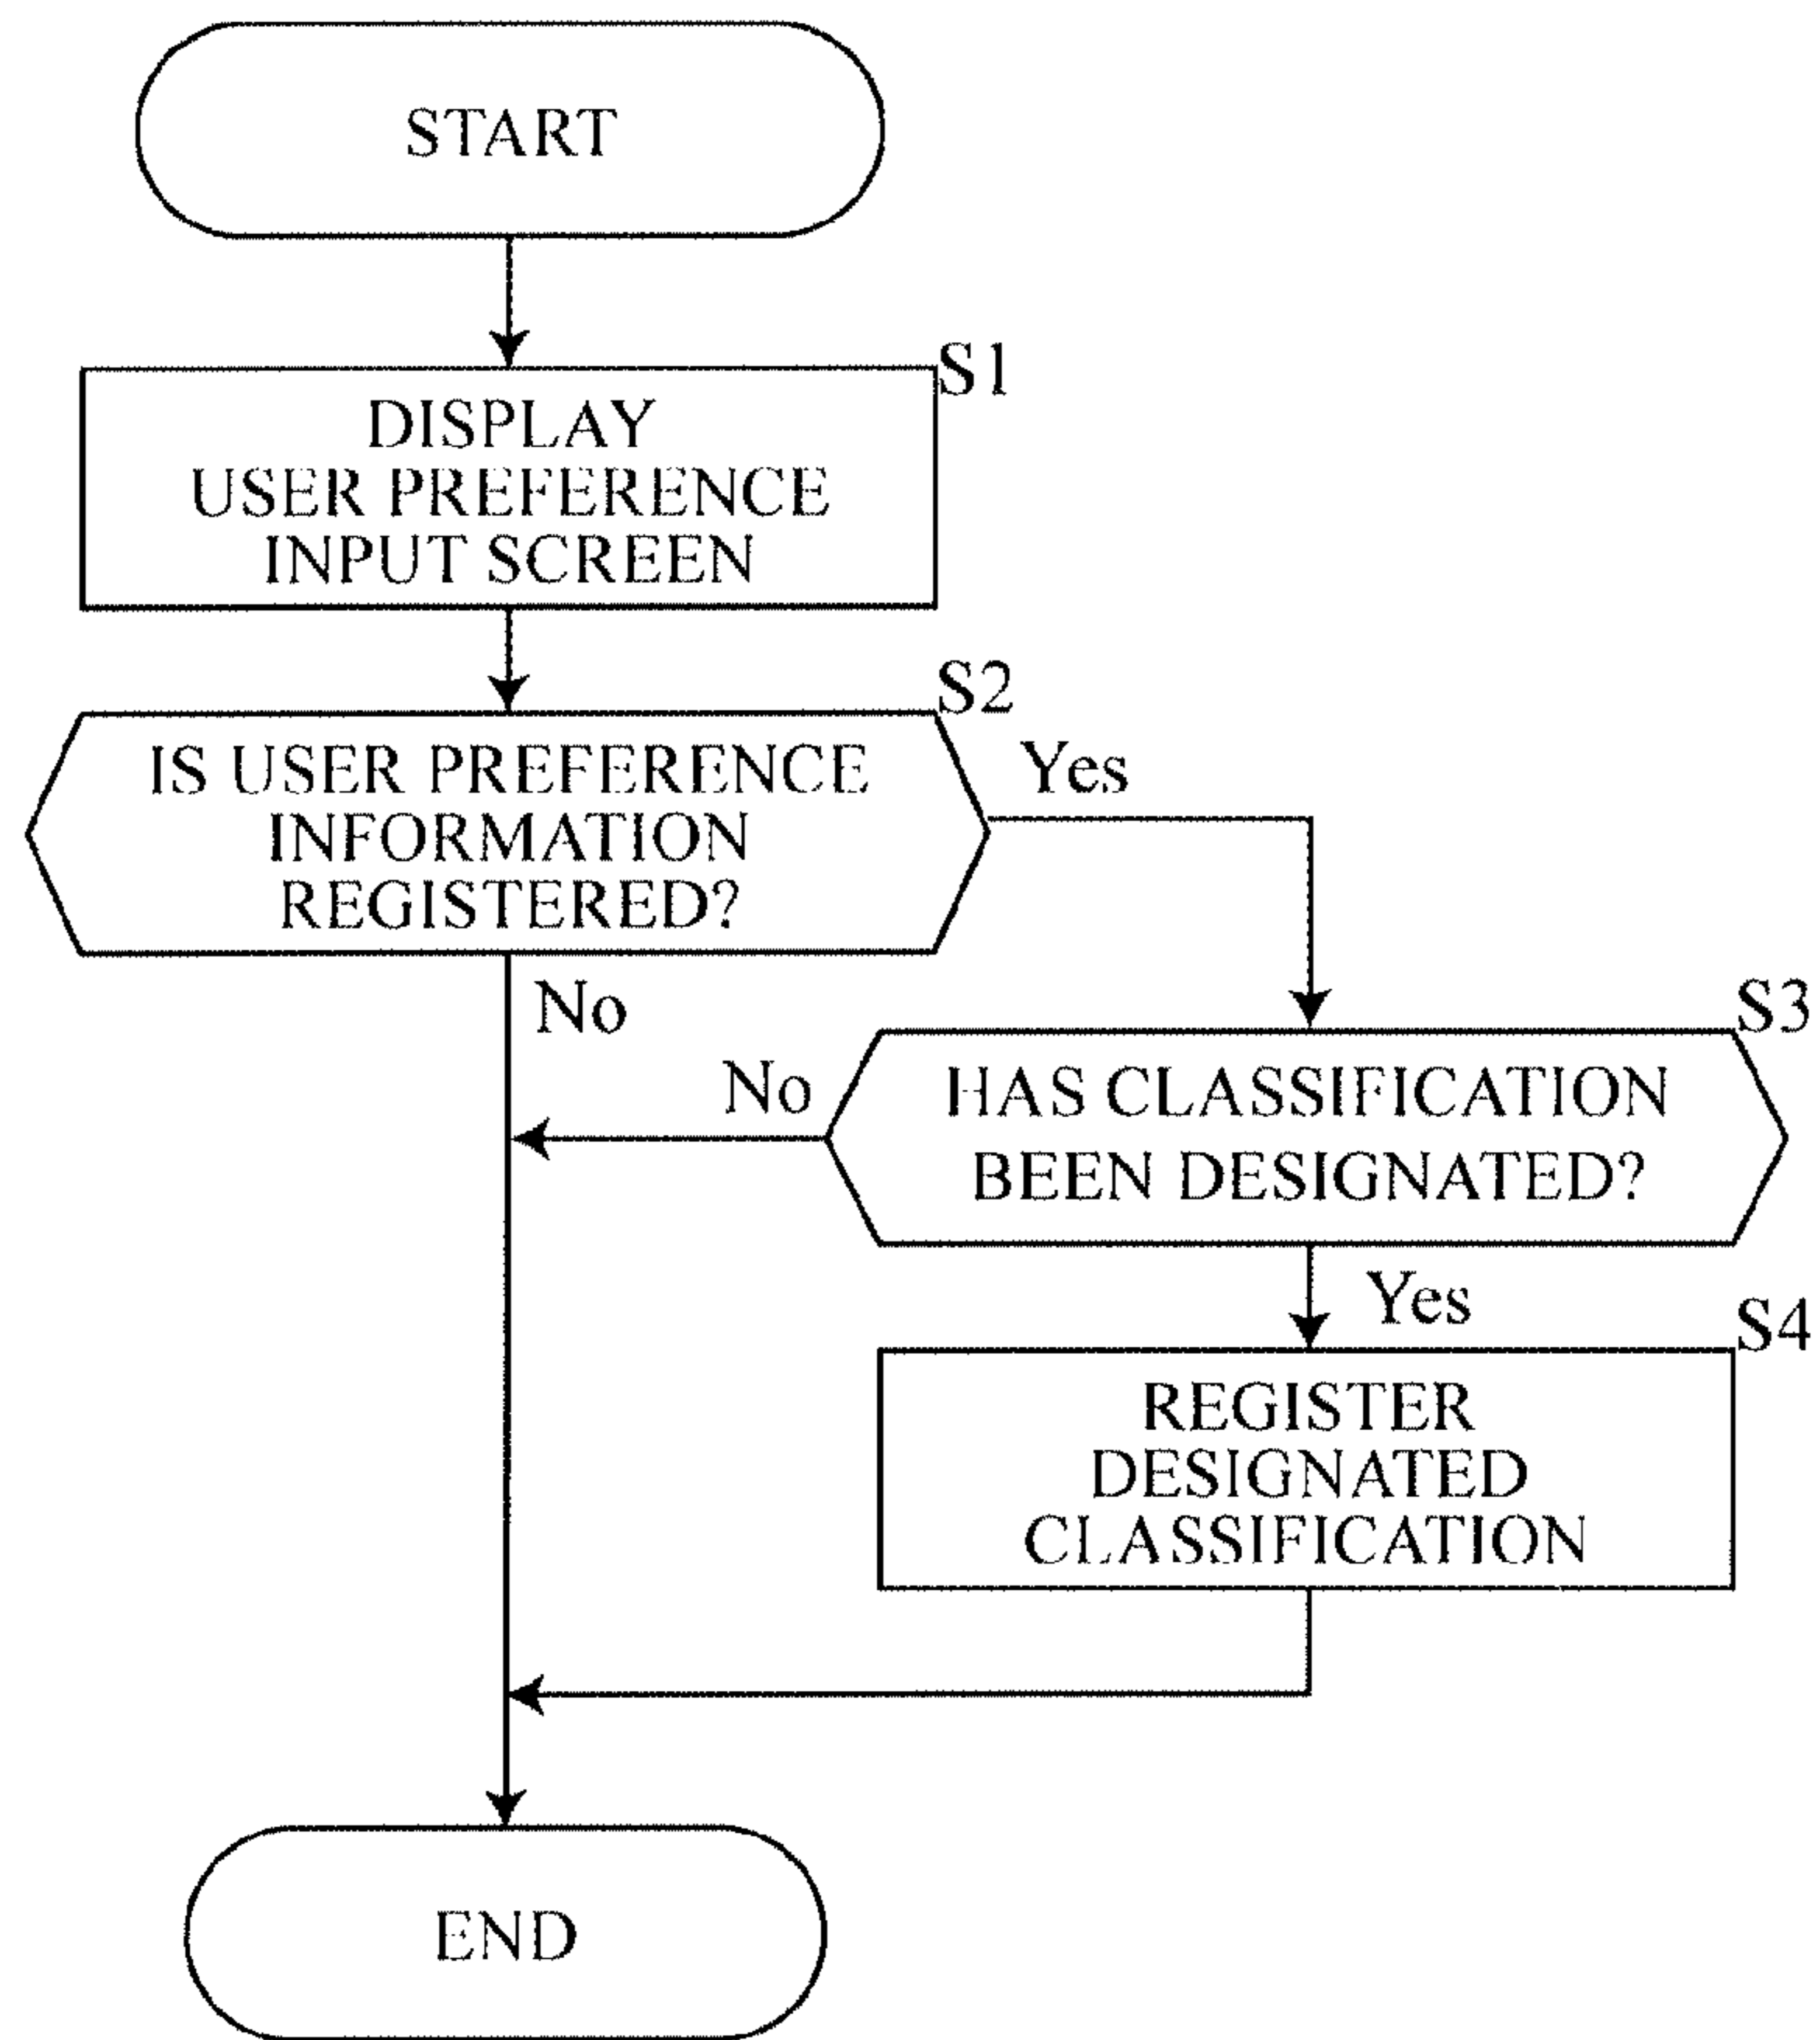 START
S1
DISPLAY
USER PREFERENCE
INPUT SCREEN
S2
IS USER PREFERENCE
INFORMATION
REGISTERED?
Yes
No
S3
HAS CLASSIFICATION
BEEN DESIGNATED?
No
Yes
S4
REGISTER
DESIGNATED
CLASSIFICATION
END